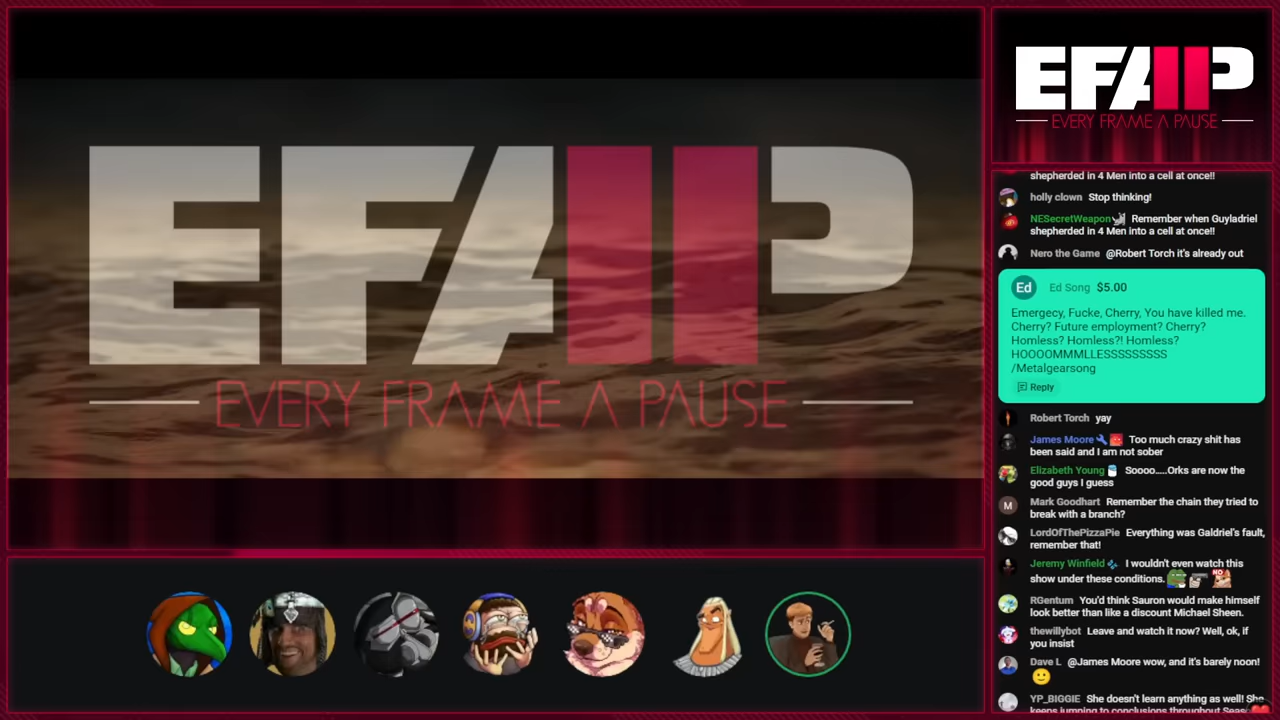 EFAP
EVERY FRAME A PAUSE
EFAP
EVERY FRAME A PAUSE
shepherded in 4 Men into a cell at once!!
holly clown Stop thinking!
NESecretWeapon Remember when Guyladriel
shepherded in 4 Men into a cell at once!!
Nero the Game @Robert Torch it's already out
Ed Ed Song $5.00
Emergecy, Fucke, Cherry, You have killed me.
Cherry? Future employment? Cherry?
Homless? Homless?! Homless?
HOOOOMMMLLESSSSSSSSS
/Metalgearsong
Reply
Robert Torch yay
James Moore Too much crazy shit has
been said and I am not sober
Elizabeth Young Soooo.....Orks are now the
good guys I guess
M Mark Goodhart Remember the chain they tried to
break with a branch?
LordOfThePizzaPie Everything was Galdriel's fault,
remember that!
Jeremy Winfield I wouldn't even watch this
show under these conditions. NO
RGentum You'd think Sauron would make himself
look better than like a discount Michael Sheen.
thewillybot Leave and watch it now? Well, ok, if
you insist
Dave L @James Moore wow, and it's barely noon!
YP_BIGGIE She doesn't learn anything as well! She
keeps jumping to conclusions throughout Seas